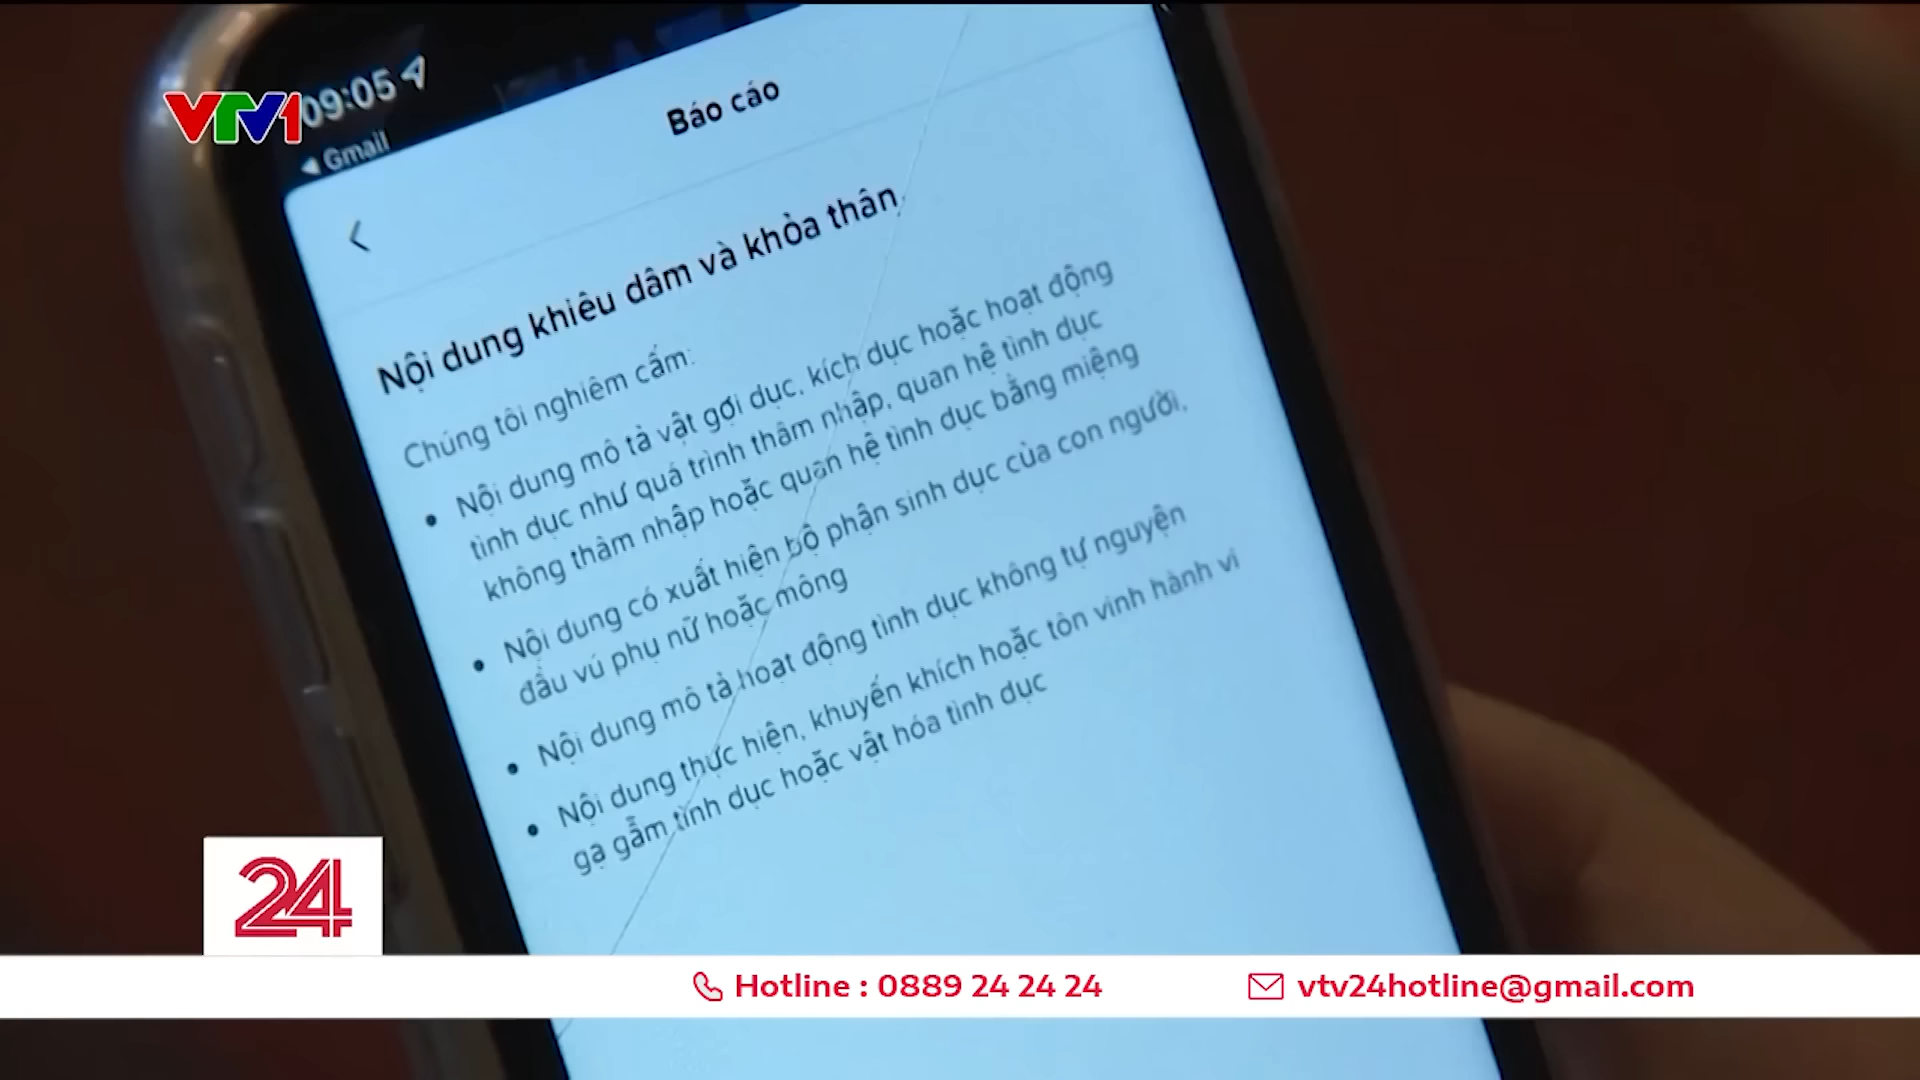 VTV1
09:05
Gmail
Báo cáo
Nội dung khiêu dâm và khỏa thân
Chúng tôi nghiêm cấm:
• Nội dung mô tả vật gợi dục, kích dục hoặc hoạt động
tình dục như quá trình thâm nhập, quan hệ tình dục
không thâm nhập hoặc quan hệ tình dục bằng miệng
• Nội dung có xuất hiện bộ phận sinh dục của con người,
đầu vú phụ nữ hoặc mông
• Nội dung mô tả hoạt động tình dục không tự nguyện
• Nội dung thực hiện, khuyến khích hoặc tôn vinh hành vi
gạ gẫm tình dục hoặc vật hóa tình dục
24
Hotline : 0889 24 24 24
vtv24hotline@gmail.com